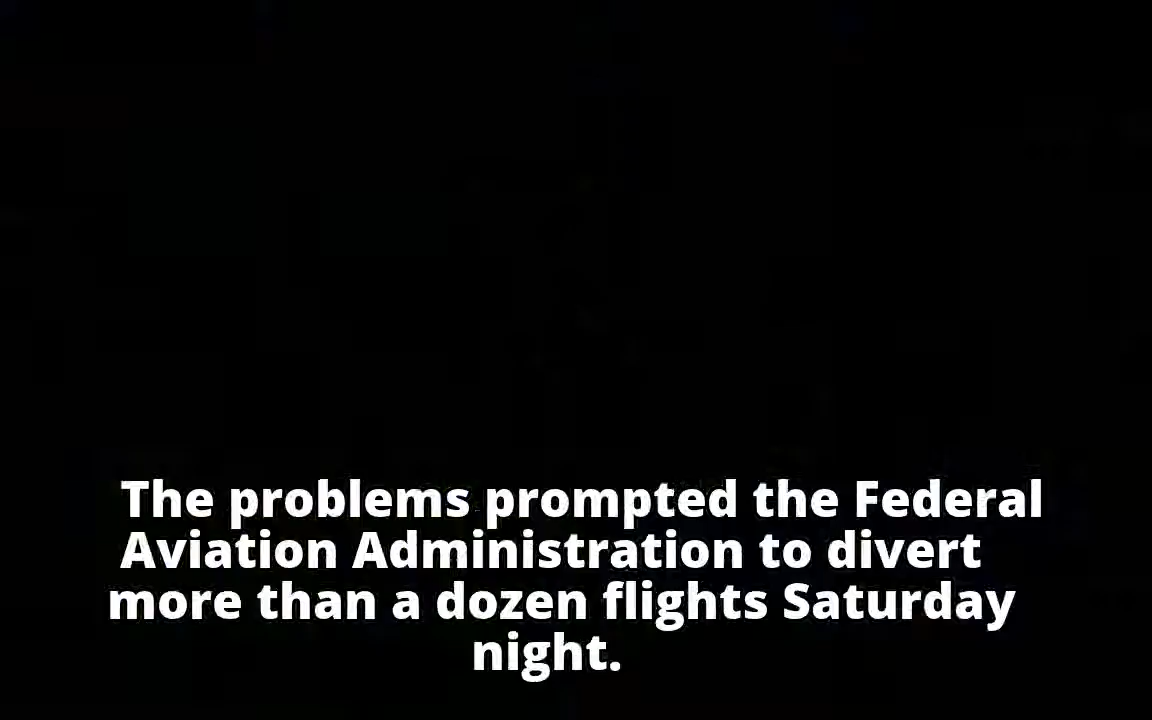 The problems prompted the Federal
Aviation Administration to divert
more than a dozen flights Saturday
night.